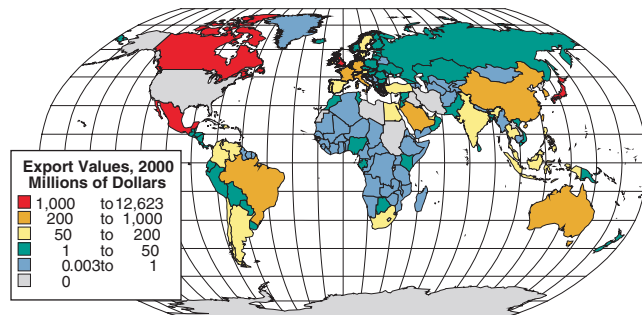 Export Values, 2000
Millions of Dollars
1,000 to 12,623
200 to 1,000
50 to 200
1 to 50
0.003to 1
0